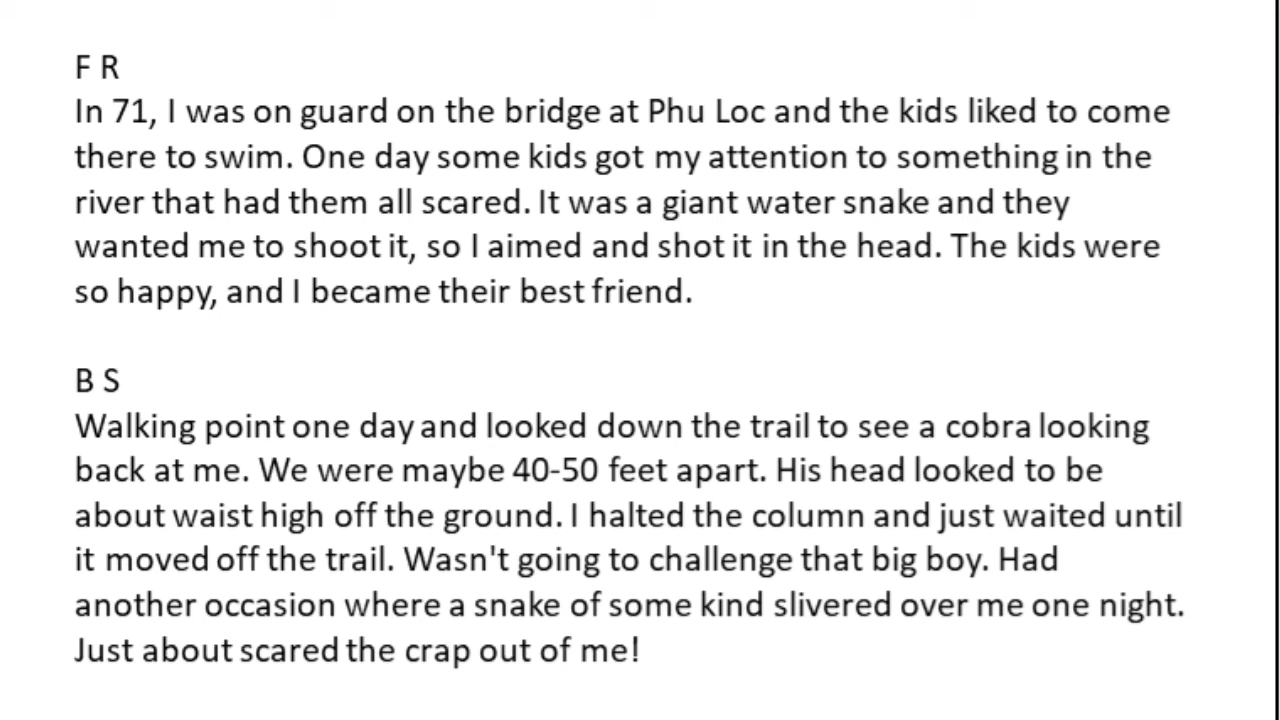 F R
In 71, I was on guard on the bridge at Phu Loc and the kids liked to come
there to swim. One day some kids got my attention to something in the
river that had them all scared. It was a giant water snake and they
wanted me to shoot it, so I aimed and shot it in the head. The kids were
so happy, and I became their best friend.
B S
Walking point one day and looked down the trail to see a cobra looking
back at me. We were maybe 40-50 feet apart. His head looked to be
about waist high off the ground. I halted the column and just waited until
it moved off the trail. Wasn't going to challenge that big boy. Had
another occasion where a snake of some kind slivered over me one night.
Just about scared the crap out of me!